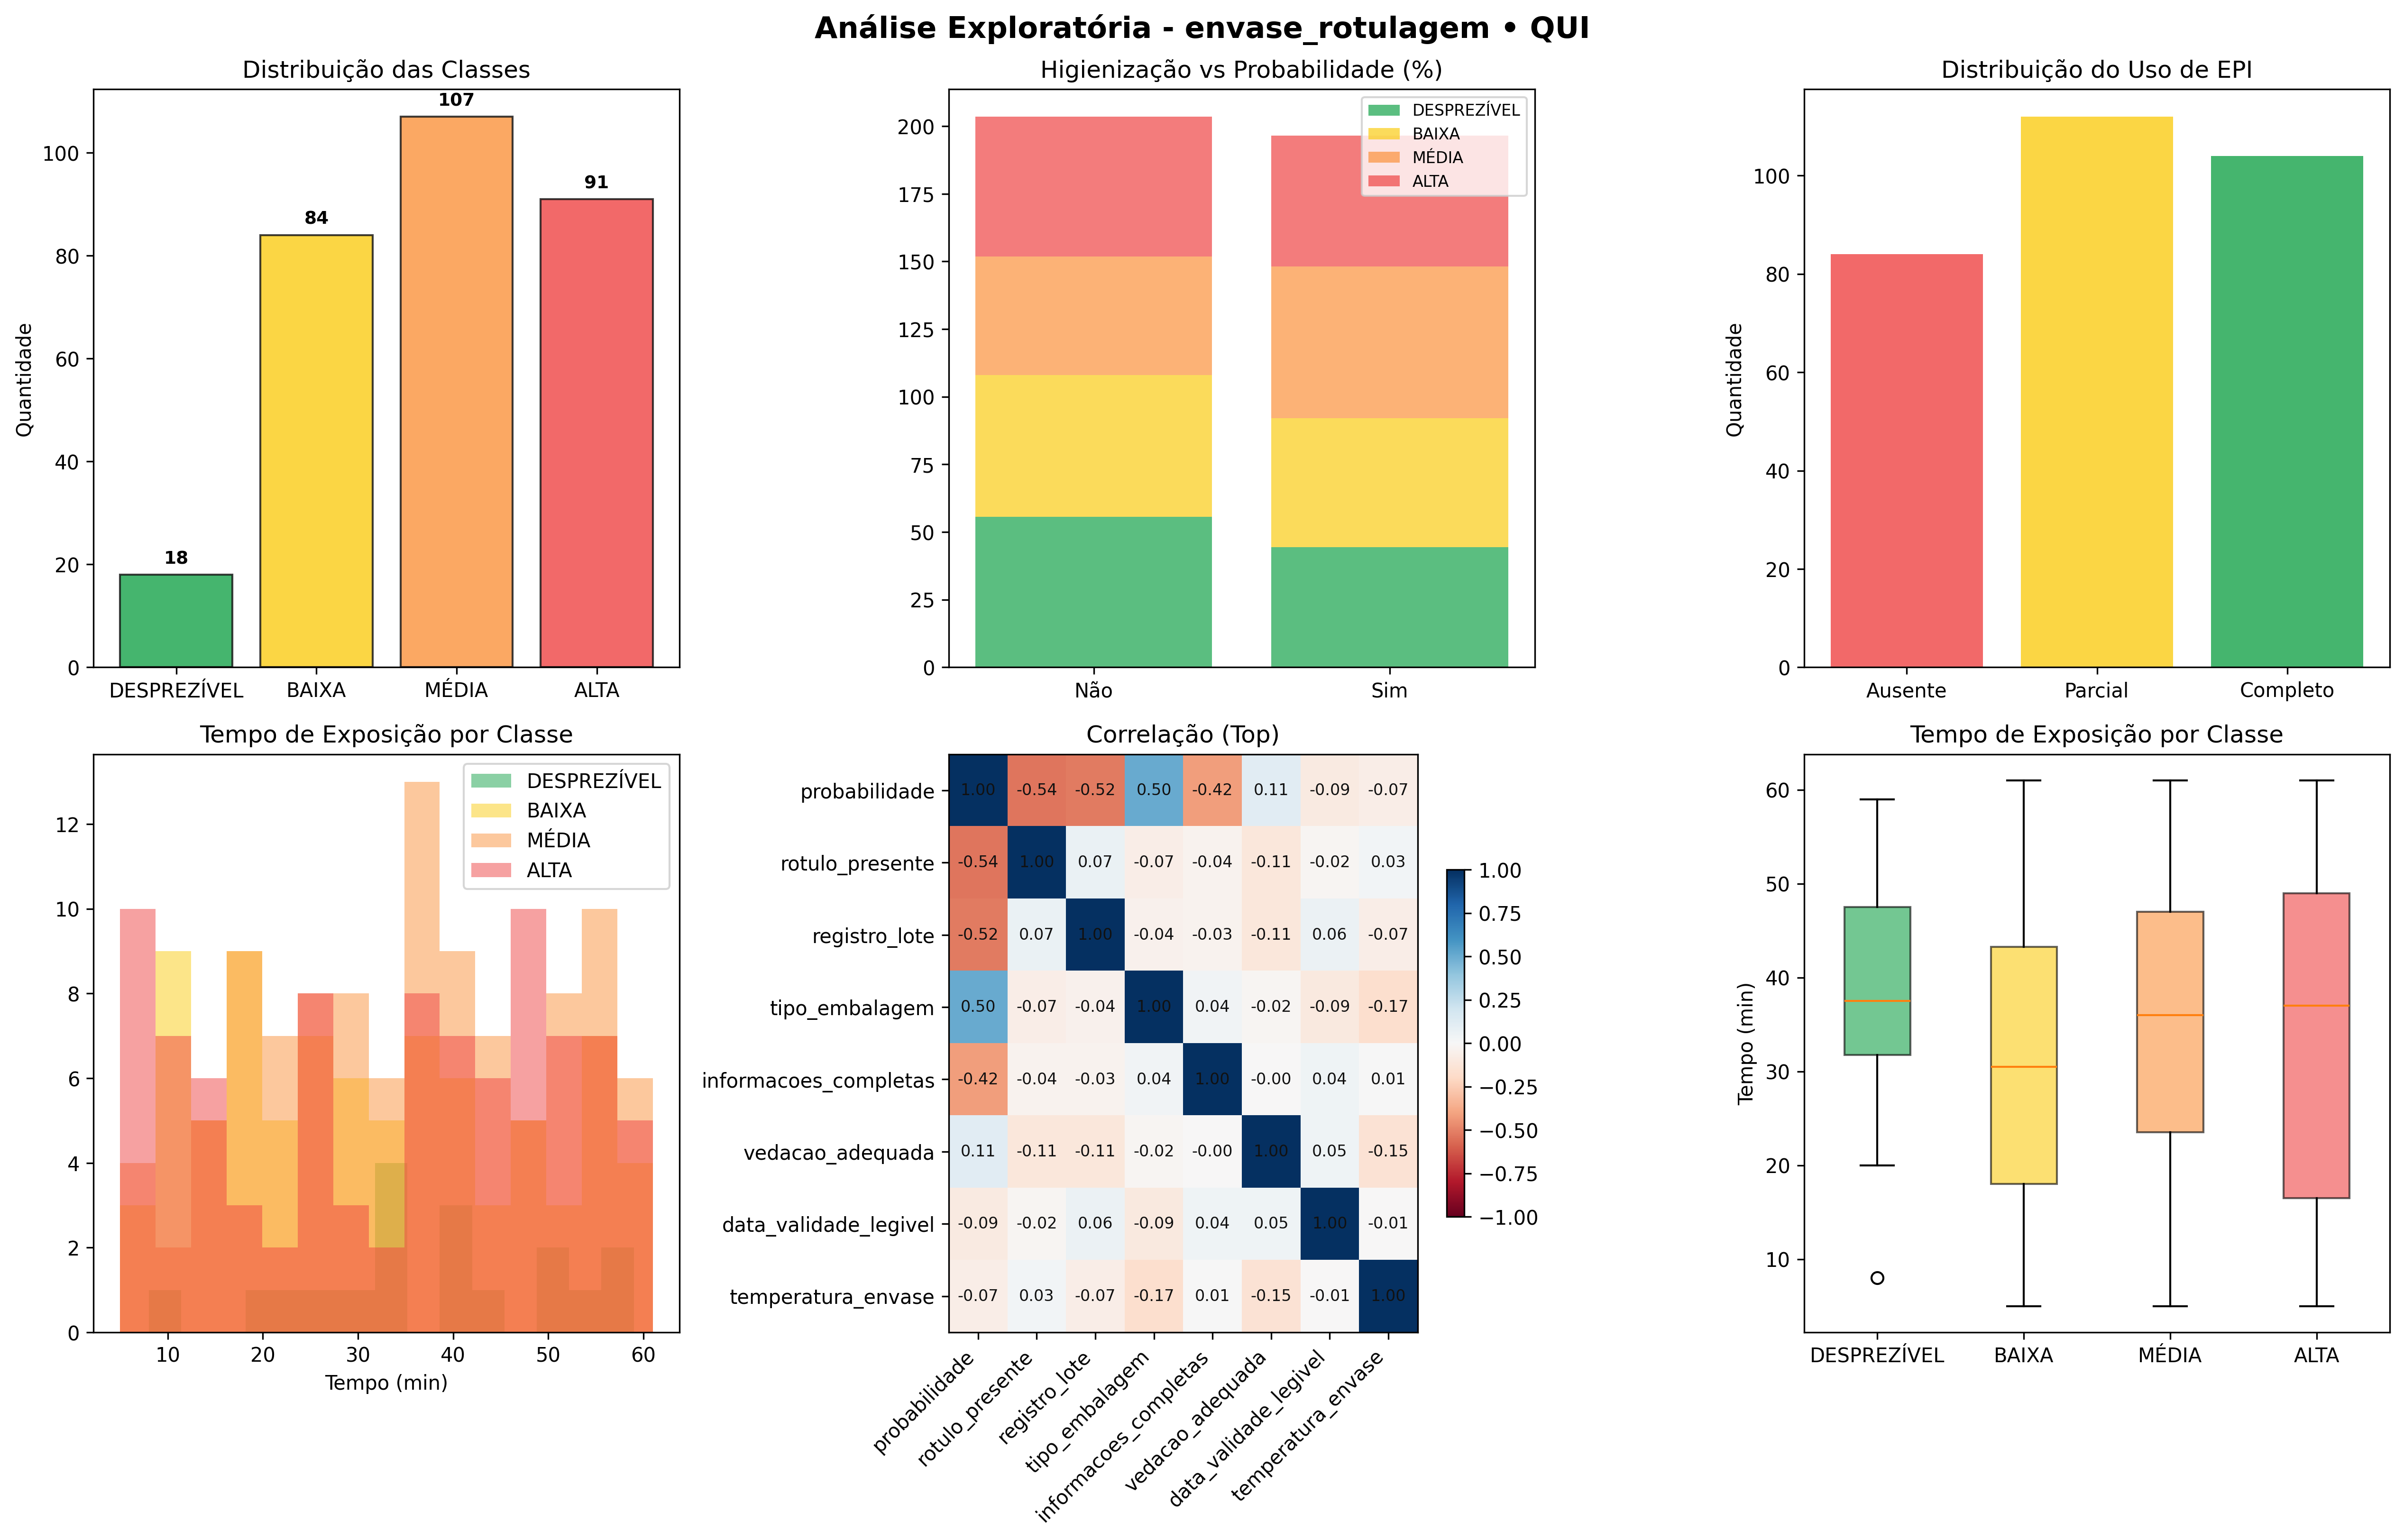 Análise Exploratória - envase_rotulagem • QUI
Distribuição das Classes
Quantidade
100
80
60
40
20
0
18
84
107
91
DESPREZÍVEL BAIXA MÉDIA ALTA
Higienização vs Probabilidade (%)
200
175
150
125
100
75
50
25
0
DESPREZÍVEL
BAIXA
MÉDIA
ALTA
Não Sim
Distribuição do Uso de EPI
Quantidade
100
80
60
40
20
0
Ausente Parcial Completo
Tempo de Exposição por Classe
12
10
8
6
4
2
0
DESPREZÍVEL
BAIXA
MÉDIA
ALTA
10 20 30 40 50 60
Tempo (min)
Correlação (Top)
probabilidade 1.00 -0.54 -0.52 0.50 -0.42 0.11 -0.09 -0.07
rotulo_presente -0.54 1.00 0.07 -0.07 -0.04 -0.11 -0.02 0.03
registro_lote -0.52 0.07 1.00 -0.04 -0.03 -0.11 0.06 -0.07
tipo_embalagem 0.50 -0.07 -0.04 1.00 0.04 -0.02 -0.09 -0.17
informacoes_completas -0.42 -0.04 -0.03 0.04 1.00 -0.00 0.04 0.01
vedacao_adequada 0.11 -0.11 -0.11 -0.02 -0.00 1.00 0.05 -0.15
data_validade_legivel -0.09 -0.02 0.06 -0.09 0.04 0.05 1.00 -0.01
temperatura_envase -0.07 0.03 -0.07 -0.17 0.01 -0.15 -0.01 1.00
probabilidade
rotulo_presente
registro_lote
tipo_embalagem
informacoes_completas
vedacao_adequada
data_validade_legivel
temperatura_envase
1.00
0.75
0.50
0.25
0.00
−0.25
−0.50
−0.75
−1.00
Tempo de Exposição por Classe
Tempo (min)
60
50
40
30
20
10
DESPREZÍVEL BAIXA MÉDIA ALTA